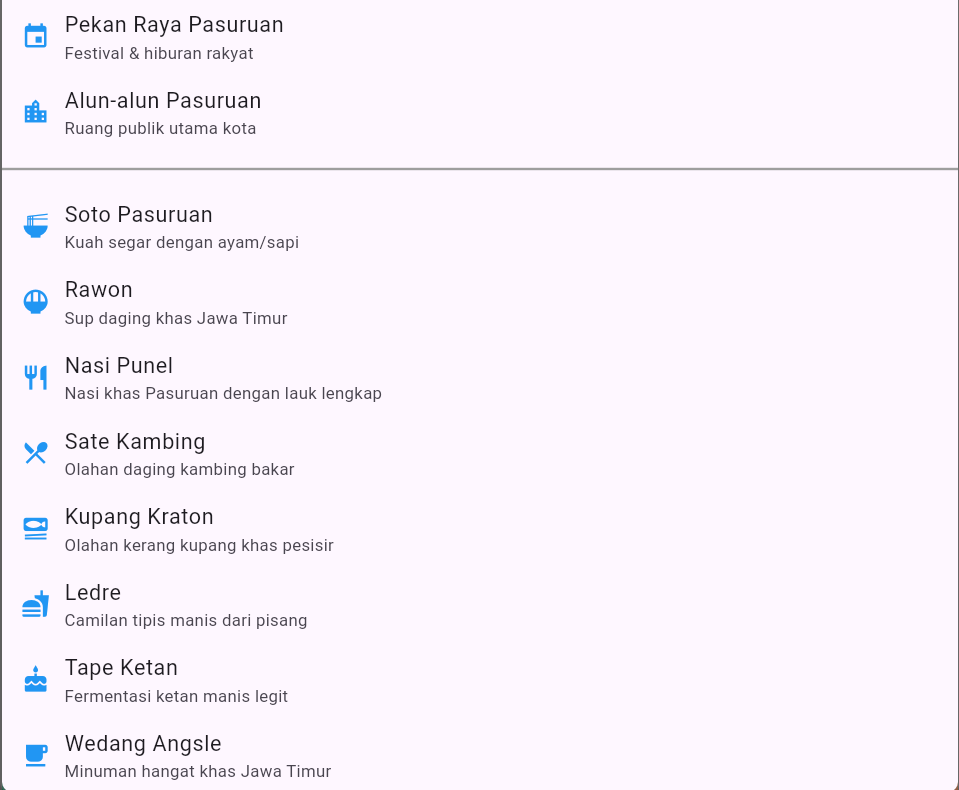 Pekan Raya Pasuruan
Festival & hiburan rakyat
Alun-alun Pasuruan
Ruang publik utama kota
Soto Pasuruan
Kuah segar dengan ayam/sapi
Rawon
Sup daging khas Jawa Timur
Nasi Punel
Nasi khas Pasuruan dengan lauk lengkap
Sate Kambing
Olahan daging kambing bakar
Kupang Kraton
Olahan kerang kupang khas pesisir
Ledre
Camilan tipis manis dari pisang
Tape Ketan
Fermentasi ketan manis legit
Wedang Angsle
Minuman hangat khas Jawa Timur